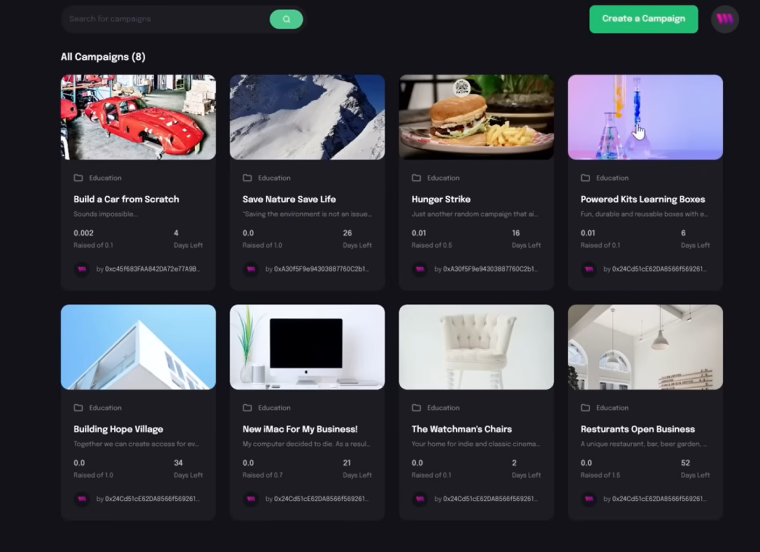 Search for campaigns
Create a Campaign
All Campaigns (8)
Education
Build a Car from Scratch
Sounds impossible...
0.002
Raised of 0.1
4
Days Left
by 0xc45f683FAA842DA72e77A9B...
Education
Save Nature Save Life
"Saving the environment is not an issue...
0.0
Raised of 1.0
26
Days Left
by 0xA30f5F9e94303887760C2b1...
Education
Hunger Strike
Just another random campaign that ai...
0.01
Raised of 0.5
16
Days Left
by 0xA30f5F9e94303887760C2b1...
Education
Powered Kits Learning Boxes
Fun, durable and reusable boxes with e...
0.01
Raised of 0.1
6
Days Left
by 0x24Cd51cE62DA8566f569261...
Education
Building Hope Village
Together we can create access for ev...
0.0
Raised of 1.0
34
Days Left
by 0x24Cd51cE62DA8566f569261...
Education
New iMac For My Business!
My computer decided to die. As a resul...
0.0
Raised of 0.7
21
Days Left
by 0x24Cd51cE62DA8566f569261...
Education
The Watchman's Chairs
Your home for indie and classic cinema...
0.0
Raised of 0.1
2
Days Left
by 0x24Cd51cE62DA8566f569261...
Education
Resturants Open Business
A unique restaurant, bar, beer garden, ...
0.0
Raised of 1.5
52
Days Left
by 0x24Cd51cE62DA8566f569261...